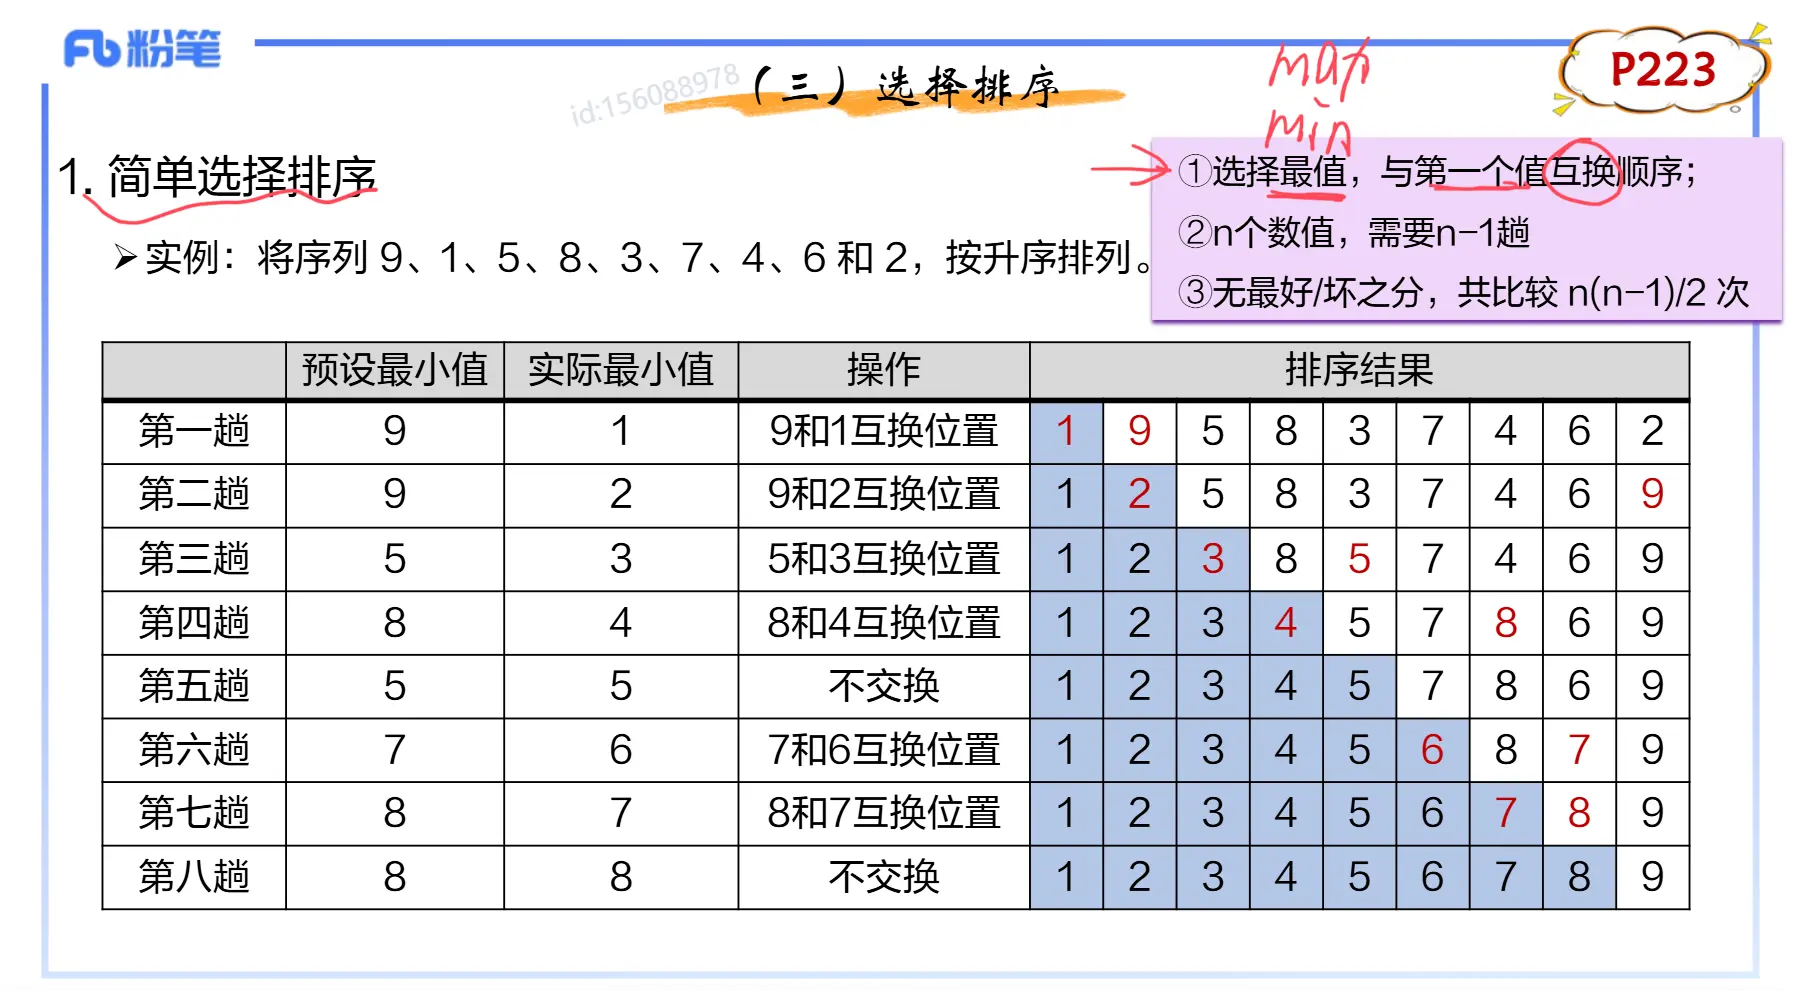 粉笔
P223
id:156088978
（三）选择排序
max
min
1. 简单选择排序
①选择最值，与第一个值互换顺序；
②n个数值，需要n-1趟
③无最好/坏之分，共比较 n(n-1)/2 次
➢ 实例：将序列 9、1、5、8、3、7、4、6 和 2，按升序排列。
预设最小值 实际最小值 操作 排序结果
第一趟 9 1 9和1互换位置 1 9 5 8 3 7 4 6 2
第二趟 9 2 9和2互换位置 1 2 5 8 3 7 4 6 9
第三趟 5 3 5和3互换位置 1 2 3 8 5 7 4 6 9
第四趟 8 4 8和4互换位置 1 2 3 4 5 7 8 6 9
第五趟 5 5 不交换 1 2 3 4 5 7 8 6 9
第六趟 7 6 7和6互换位置 1 2 3 4 5 6 8 7 9
第七趟 8 7 8和7互换位置 1 2 3 4 5 6 7 8 9
第八趟 8 8 不交换 1 2 3 4 5 6 7 8 9